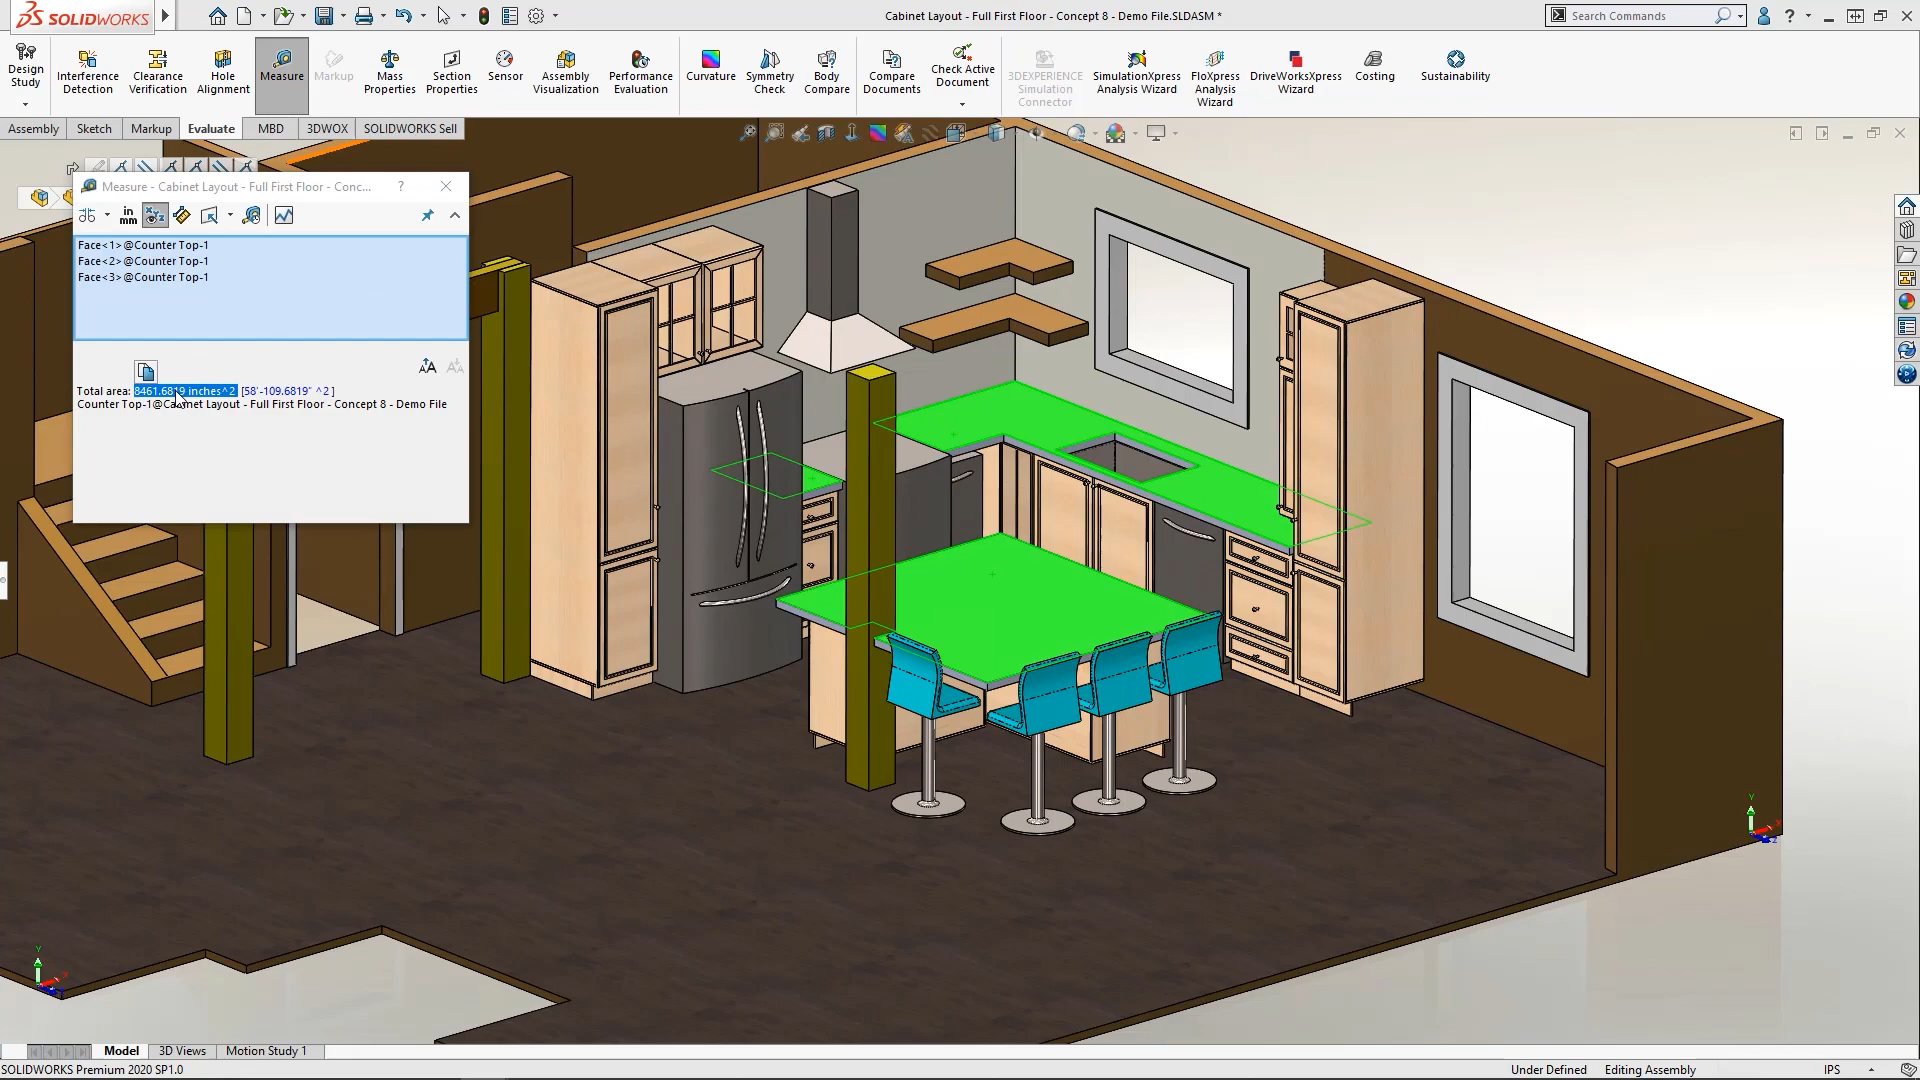 SOLIDWORKS
Cabinet Layout - Full First Floor - Concept 8 - Demo File.SLDASM *
Search Commands
Design Study
Interference Detection
Clearance Verification
Hole Alignment
Measure
Markup
Mass Properties
Section Properties
Sensor
Assembly Visualization
Performance Evaluation
Curvature
Symmetry Check
Body Compare
Compare Documents
Check Active Document
3DEXPERIENCE Simulation Connector
SimulationXpress Analysis Wizard
FloXpress Analysis Wizard
DriveWorksXpress Wizard
Costing
Sustainability
Assembly
Sketch
Markup
Evaluate
MBD
3DWOX
SOLIDWORKS Sell
Measure - Cabinet Layout - Full First Floor - Conc...
in
mm
Face<1>@Counter Top-1
Face<2>@Counter Top-1
Face<3>@Counter Top-1
Total area: 8461.6819 inches^2 [58'-109.6819" ^2 ]
Counter Top-1@Cabinet Layout - Full First Floor - Concept 8 - Demo File
Model
3D Views
Motion Study 1
SOLIDWORKS Premium 2020 SP1.0
Under Defined
Editing Assembly
IPS